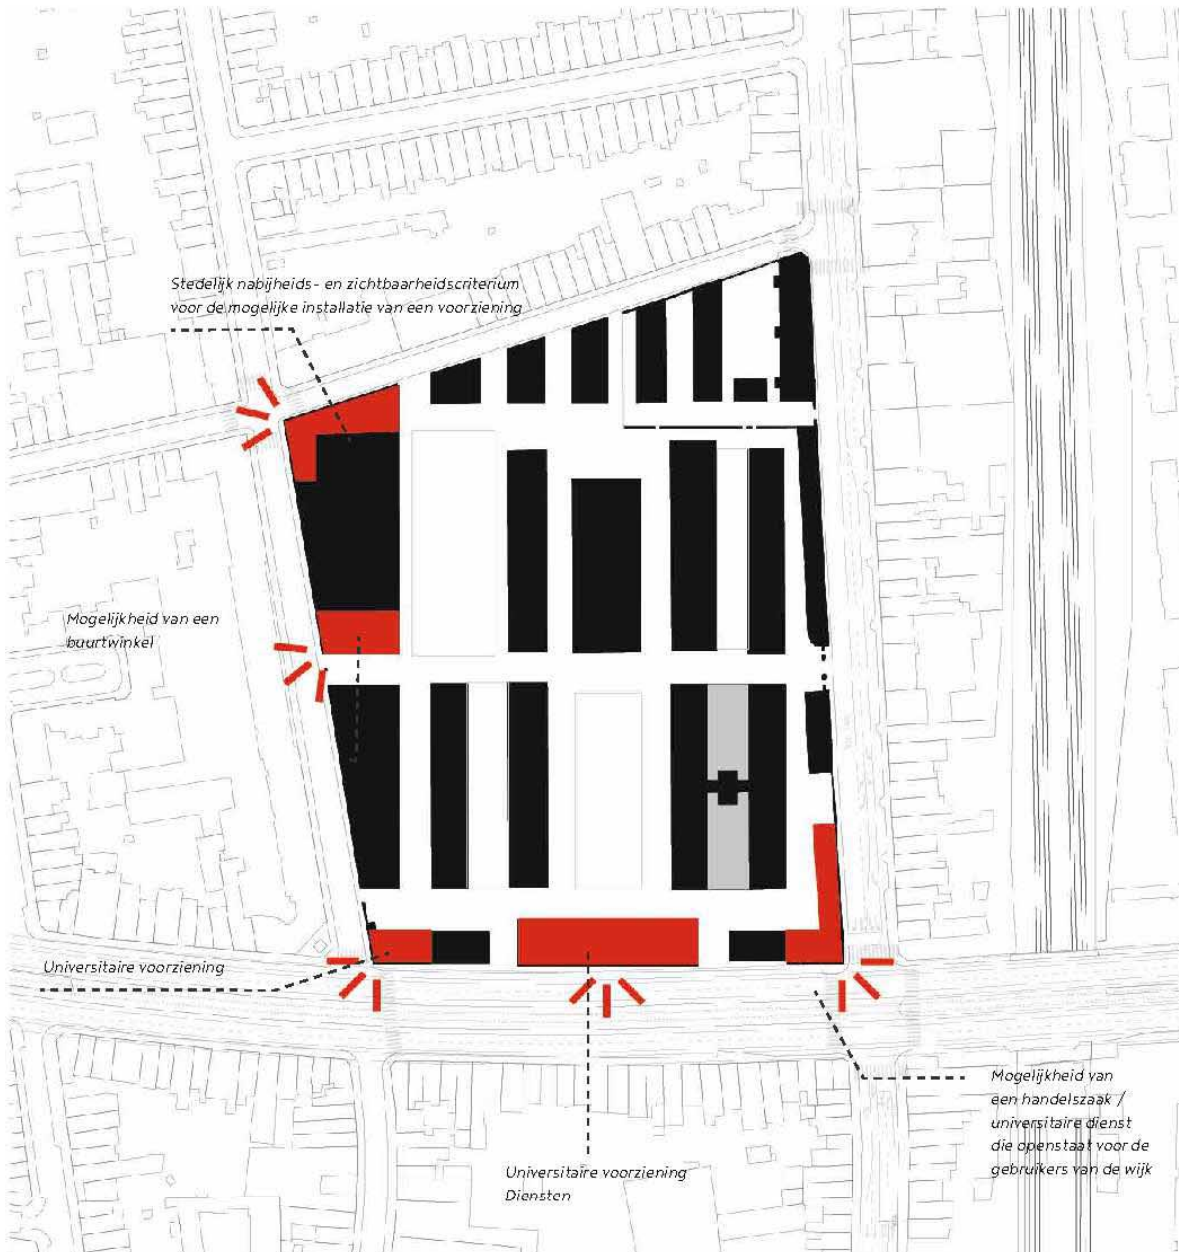 Stedelijk nabijheids- en zichtbaarheidscriterium
voor de mogelijke installatie van een voorziening
Mogelijkheid van een
buurtwinkel
Universitaire voorziening
Universitaire voorziening
Diensten
Mogelijkheid van
een handelszaak /
universitaire dienst
die openstaat voor de
gebruikers van de wijk